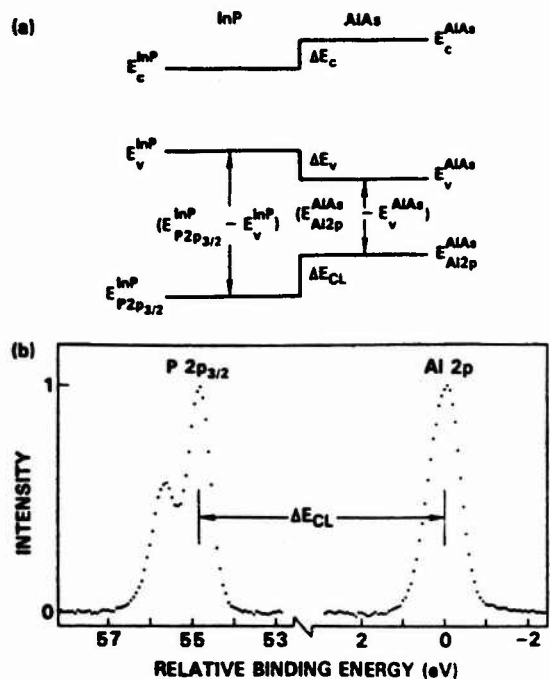 (a)
InP AlAs
E_c^InP ΔE_c E_c^AlAs
E_v^InP ΔE_v E_v^AlAs
(E_P2p3/2^InP - E_v^InP) (E_Al2p^AlAs - E_v^AlAs)
E_P2p3/2^InP ΔE_CL E_Al2p^AlAs
(b)
P 2p3/2 Al 2p
1
INTENSITY
ΔE_CL
0
57 55 53 2 0 -2
RELATIVE BINDING ENERGY (eV)